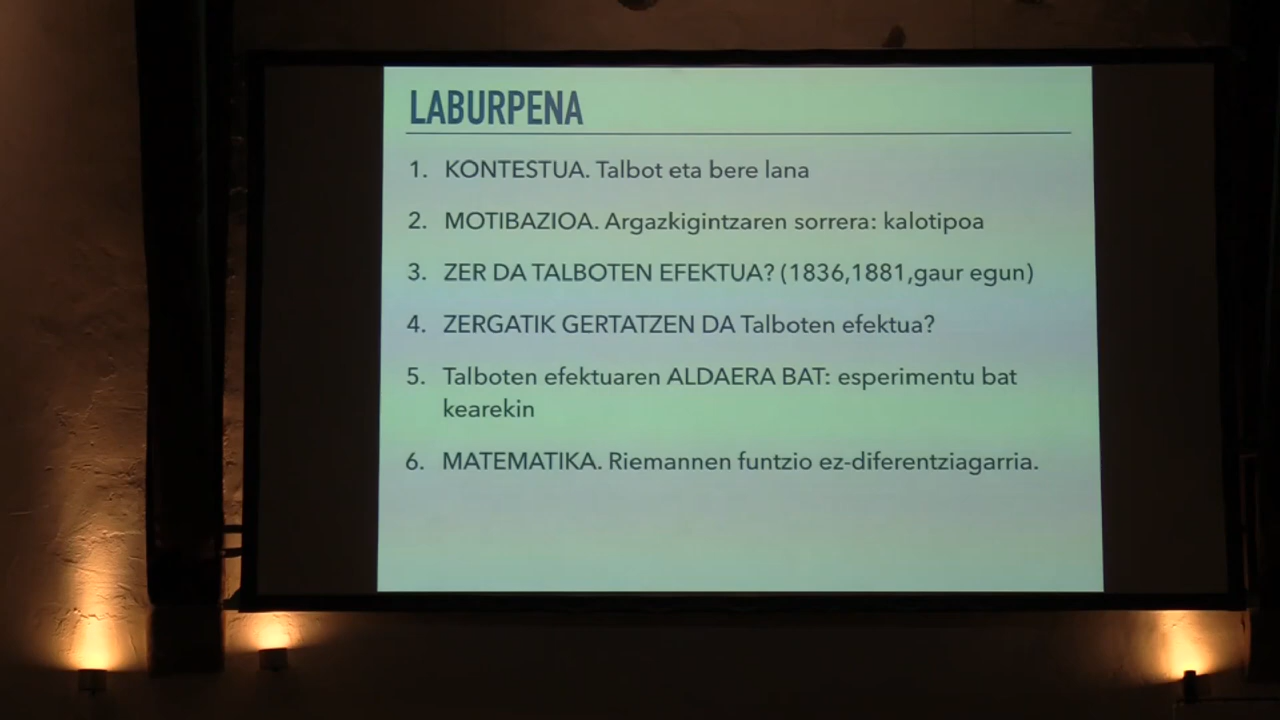 LABURPENA
1. KONTESTUA. Talbot eta bere lana
2. MOTIBAZIOA. Argazkigintzaren sorrera: kalotipoa
3. ZER DA TALBOTEN EFEKTUA? (1836,1881,gaur egun)
4. ZERGATIK GERTATZEN DA Talboten efektua?
5. Talboten efektuaren ALDAERA BAT: esperimentu bat
kearekin
6. MATEMATIKA. Riemannen funtzio ez-diferentziagarria.